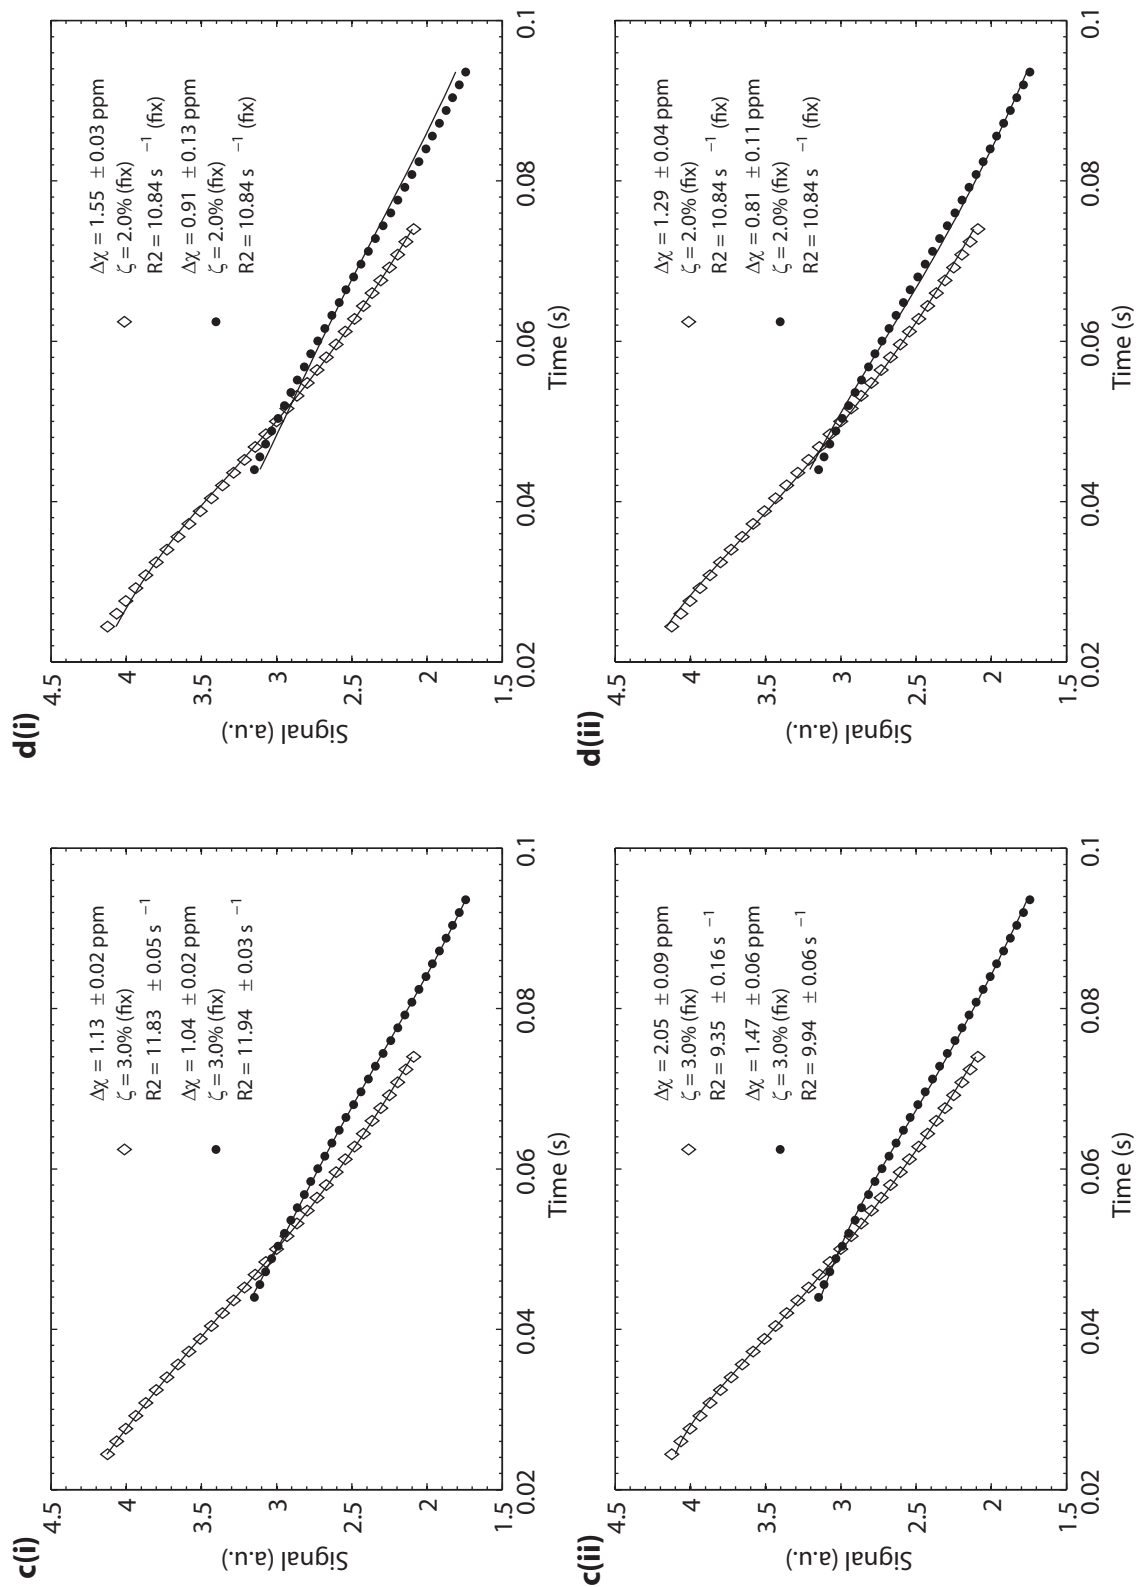 c(i)
4.5
4
3.5
3
2.5
2
1.5
Signal (a.u.)
0.02
0.04
0.06
0.08
0.1
Time (s)
Δχ = 1.13 ± 0.02 ppm
ζ = 3.0% (fix)
R2 = 11.83 ± 0.05 s⁻¹
Δχ = 1.04 ± 0.02 ppm
ζ = 3.0% (fix)
R2 = 11.94 ± 0.03 s⁻¹
d(i)
4.5
4
3.5
3
2.5
2
1.5
Signal (a.u.)
0.02
0.04
0.06
0.08
0.1
Time (s)
Δχ = 1.55 ± 0.03 ppm
ζ = 2.0% (fix)
R2 = 10.84 s⁻¹ (fix)
Δχ = 0.91 ± 0.13 ppm
ζ = 2.0% (fix)
R2 = 10.84 s⁻¹ (fix)
c(ii)
4.5
4
3.5
3
2.5
2
1.5
Signal (a.u.)
0.02
0.04
0.06
0.08
0.1
Time (s)
Δχ = 2.05 ± 0.09 ppm
ζ = 3.0% (fix)
R2 = 9.35 ± 0.16 s⁻¹
Δχ = 1.47 ± 0.06 ppm
ζ = 3.0% (fix)
R2 = 9.94 ± 0.06 s⁻¹
d(ii)
4.5
4
3.5
3
2.5
2
1.5
Signal (a.u.)
0.02
0.04
0.06
0.08
0.1
Time (s)
Δχ = 1.29 ± 0.04 ppm
ζ = 2.0% (fix)
R2 = 10.84 s⁻¹ (fix)
Δχ = 0.81 ± 0.11 ppm
ζ = 2.0% (fix)
R2 = 10.84 s⁻¹ (fix)